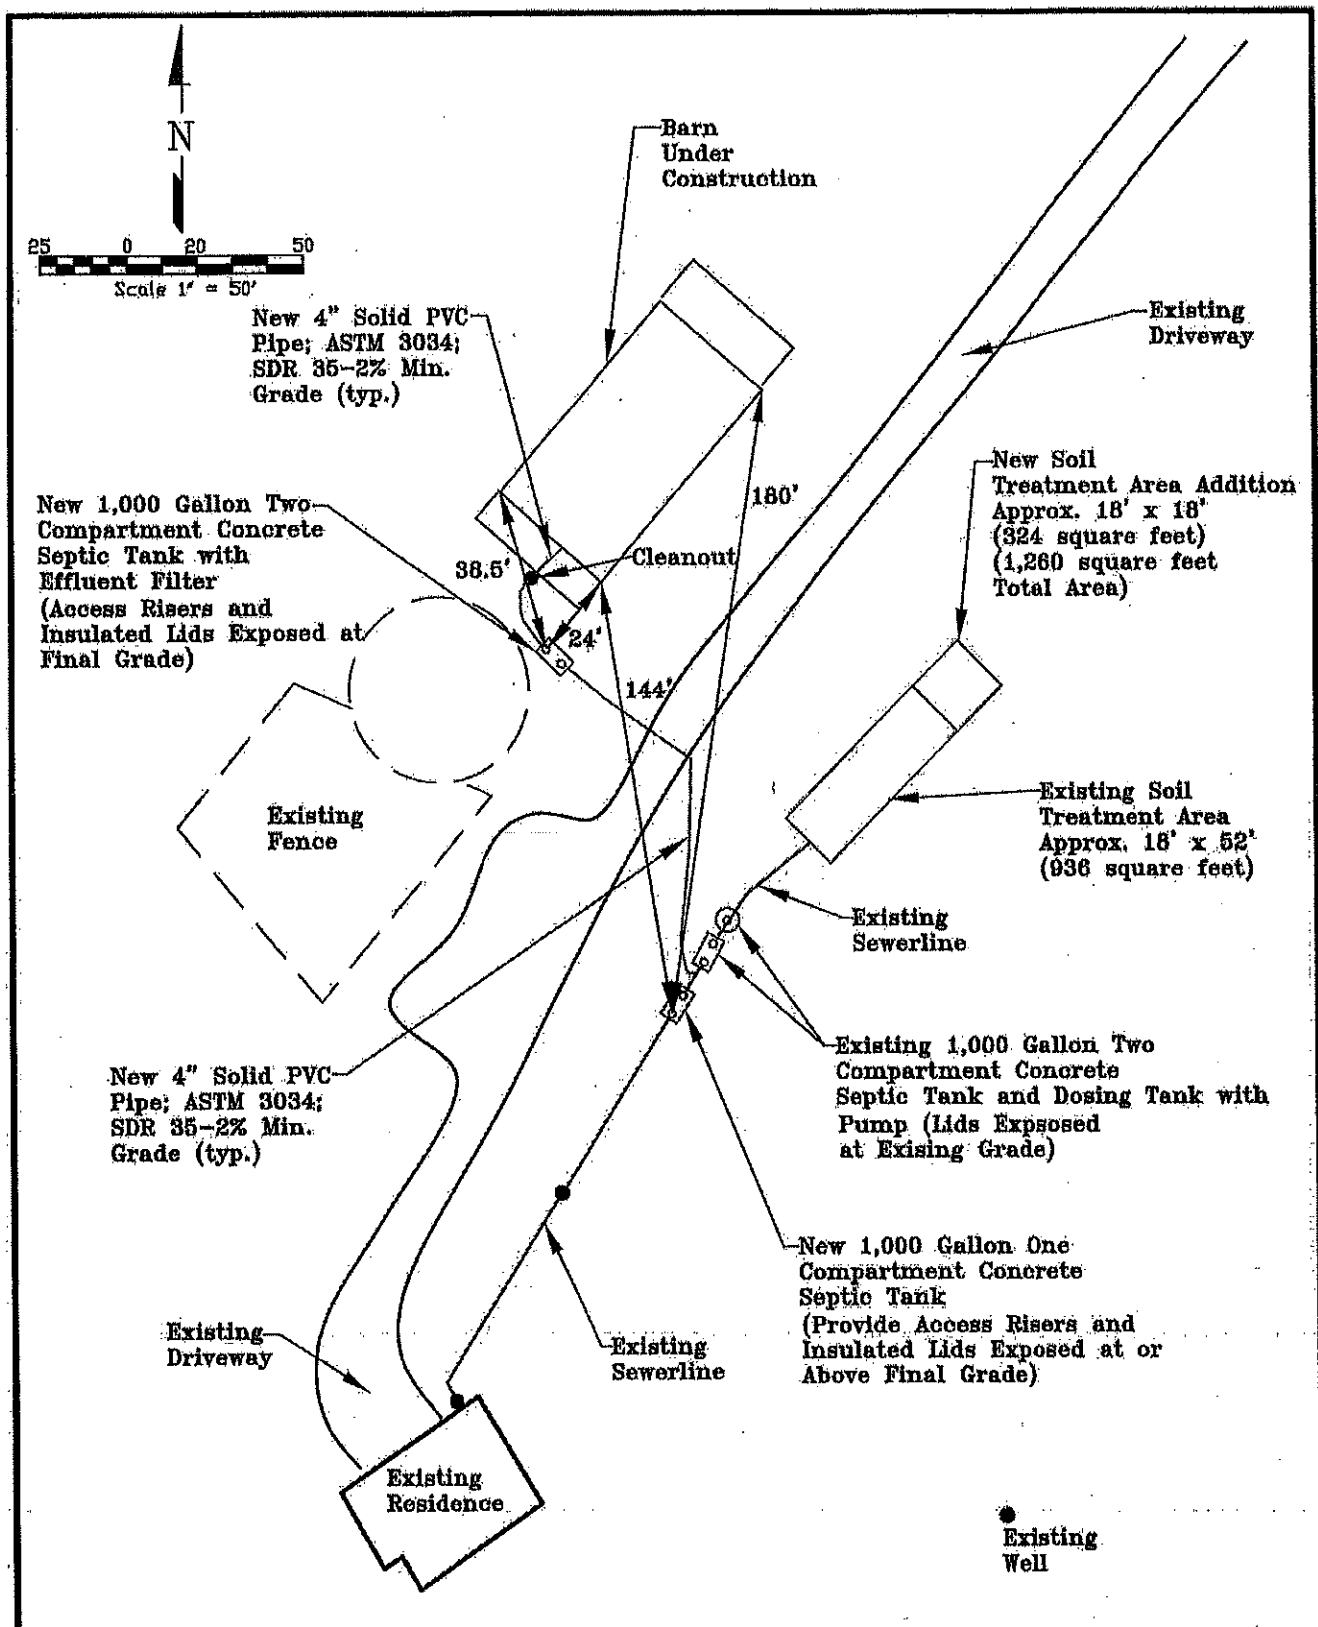 N
25 0 20 50
Scale 1" = 50'
Barn
Under
Construction
New 4" Solid PVC
Pipe; ASTM 3034;
SDR 35-2% Min.
Grade (typ.)
Existing
Driveway
New Soil
Treatment Area Addition
Approx. 18' x 18'
(324 square feet)
(1,260 square feet
Total Area)
180'
New 1,000 Gallon Two
Compartment Concrete
Septic Tank with
Effluent Filter
(Access Risers and
Insulated Lids Exposed at
Final Grade)
38.5'
Cleanout
24'
144'
Existing
Fence
Existing Soil
Treatment Area
Approx. 18' x 52'
(936 square feet)
Existing
Sewerline
New 4" Solid PVC
Pipe; ASTM 3034;
SDR 35-2% Min.
Grade (typ.)
Existing 1,000 Gallon Two
Compartment Concrete
Septic Tank and Dosing Tank with
Pump (Lids Expsosed
at Exising Grade)
New 1,000 Gallon One
Compartment Concrete
Septic Tank
(Provide Access Risers and
Insulated Lids Exposed at or
Above Final Grade)
Existing
Driveway
Existing
Sewerline
Existing
Residence
Existing
Well